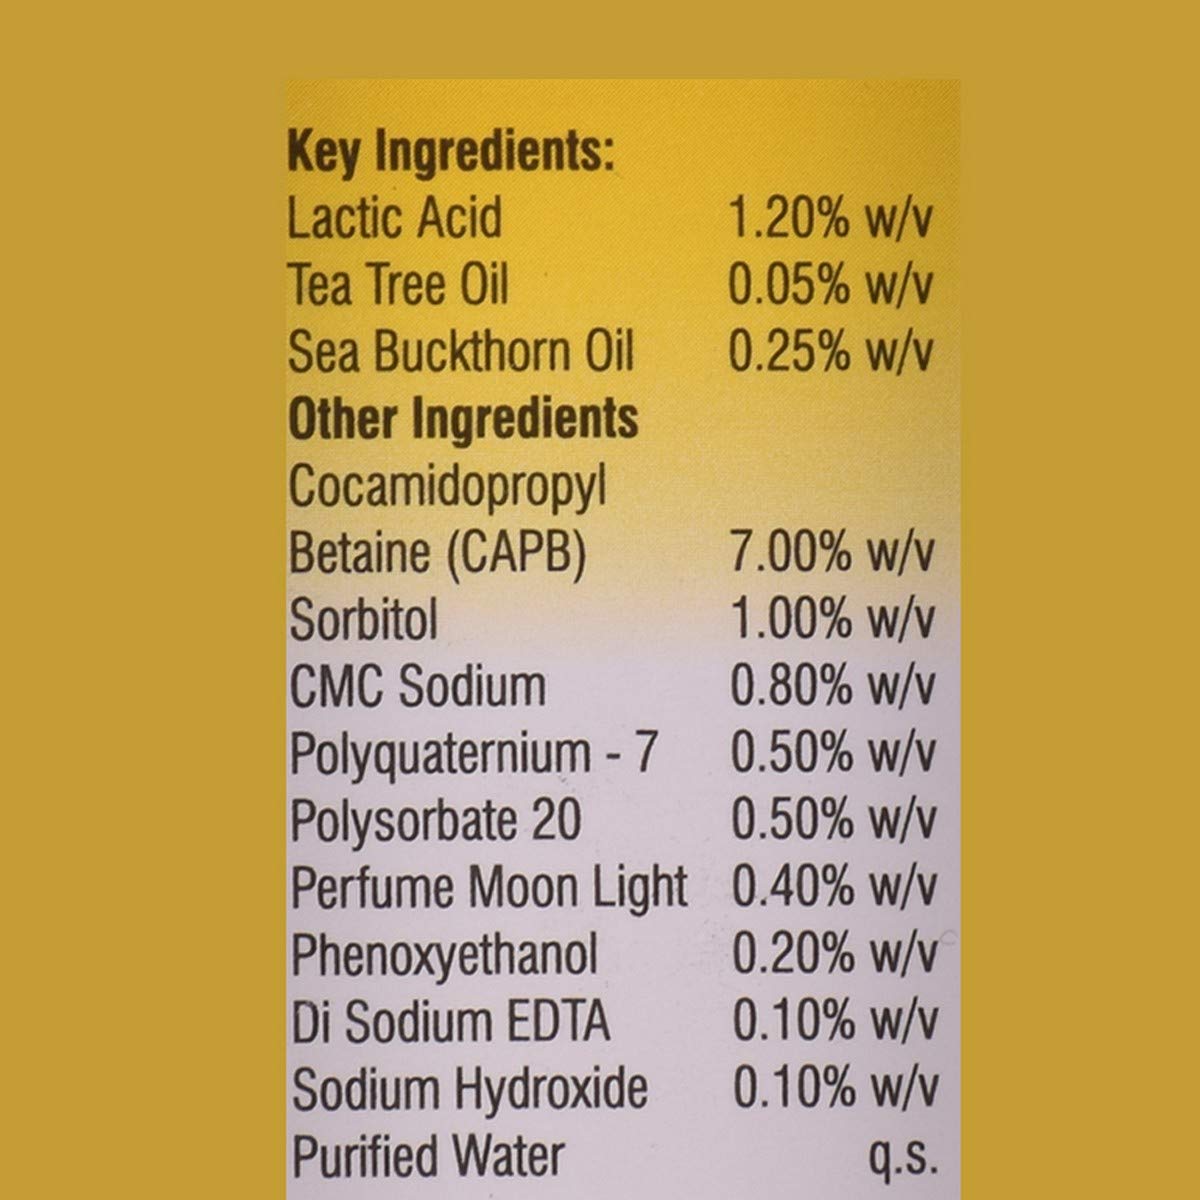 Key Ingredients:
Lactic Acid 1.20% w/v
Tea Tree Oil 0.05% w/v
Sea Buckthorn Oil 0.25% w/v
Other Ingredients
Cocamidopropyl
Betaine (CAPB) 7.00% w/v
Sorbitol 1.00% w/v
CMC Sodium 0.80% w/v
Polyquaternium - 7 0.50% w/v
Polysorbate 20 0.50% w/v
Perfume Moon Light 0.40% w/v
Phenoxyethanol 0.20% w/v
Di Sodium EDTA 0.10% w/v
Sodium Hydroxide 0.10% w/v
Purified Water q.s.